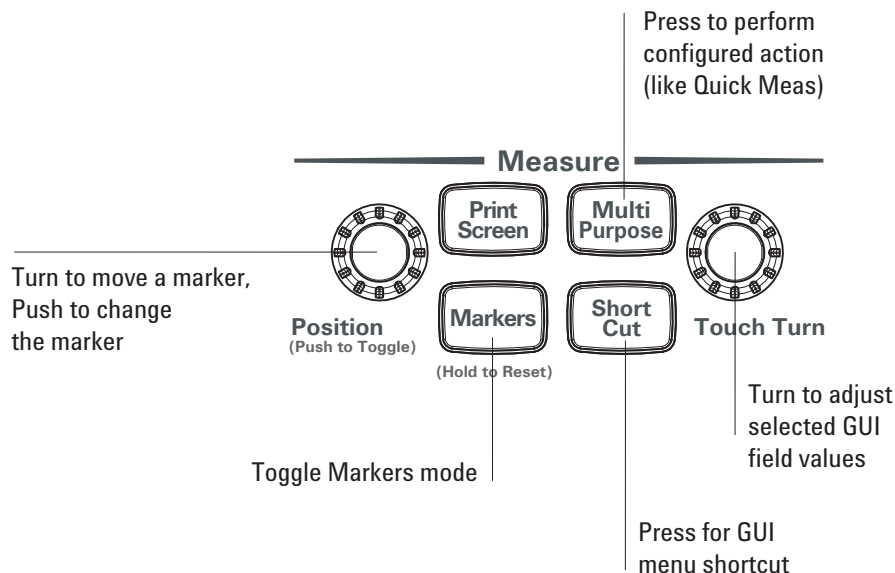 Press to perform
configured action
(like Quick Meas)
Measure
Print
Screen
Multi
Purpose
Turn to move a marker,
Push to change
the marker
Position
(Push to Toggle)
Markers
(Hold to Reset)
Short
Cut
Touch Turn
Turn to adjust
selected GUI
field values
Toggle Markers mode
Press for GUI
menu shortcut